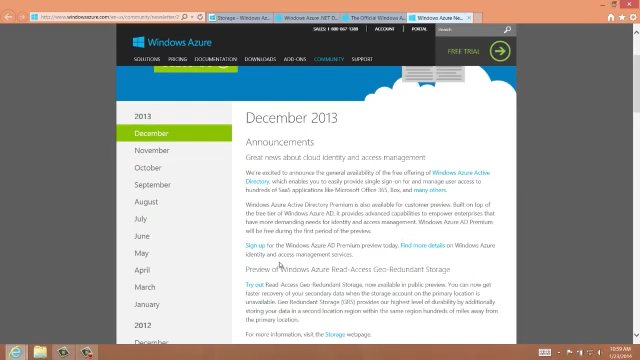 http://www.windowsazure.com/en-us/community/newsletter/
Storage - Windows Az...
Windows Azure .NET D...
The Official Windows A...
Windows Azure Ne...
SALES: 1 800 867 1389
ACCOUNT
PORTAL
Search
Windows Azure
FREE TRIAL
SOLUTIONS PRICING DOCUMENTATION DOWNLOADS ADD-ONS COMMUNITY SUPPORT
2013
December
November
October
September
August
July
June
May
April
March
January
2012
December
December 2013
Announcements
Great news about cloud identity and access management
We're excited to announce the general availability of the free offering of Windows Azure Active
Directory, which enables you to easily provide single sign-on for and manage user access to
hundreds of SaaS applications like Microsoft Office 365, Box, and many others.
Windows Azure Active Directory Premium is also available for customer preview. Built on top of
the free tier of Windows Azure AD, it provides advanced capabilities to empower enterprises that
have more demanding needs for identity and access management. Windows Azure AD Premium
will be free during the first period of the preview.
Sign up for the Windows Azure AD Premium preview today. Find more details on Windows Azure
identity and access management services.
Preview of Windows Azure Read-Access Geo-Redundant Storage
Try out Read-Access Geo-Redundant Storage, now available in public preview. You can now get
faster recovery of your secondary data when the storage account on the primary location is
unavailable. Geo Redundant Storage (GRS) provides our highest level of durability by additionally
storing your data in a second location within the same region hundreds of miles away from
the primary location.
For more information, visit the Storage webpage.
10:59 AM
1/23/2014